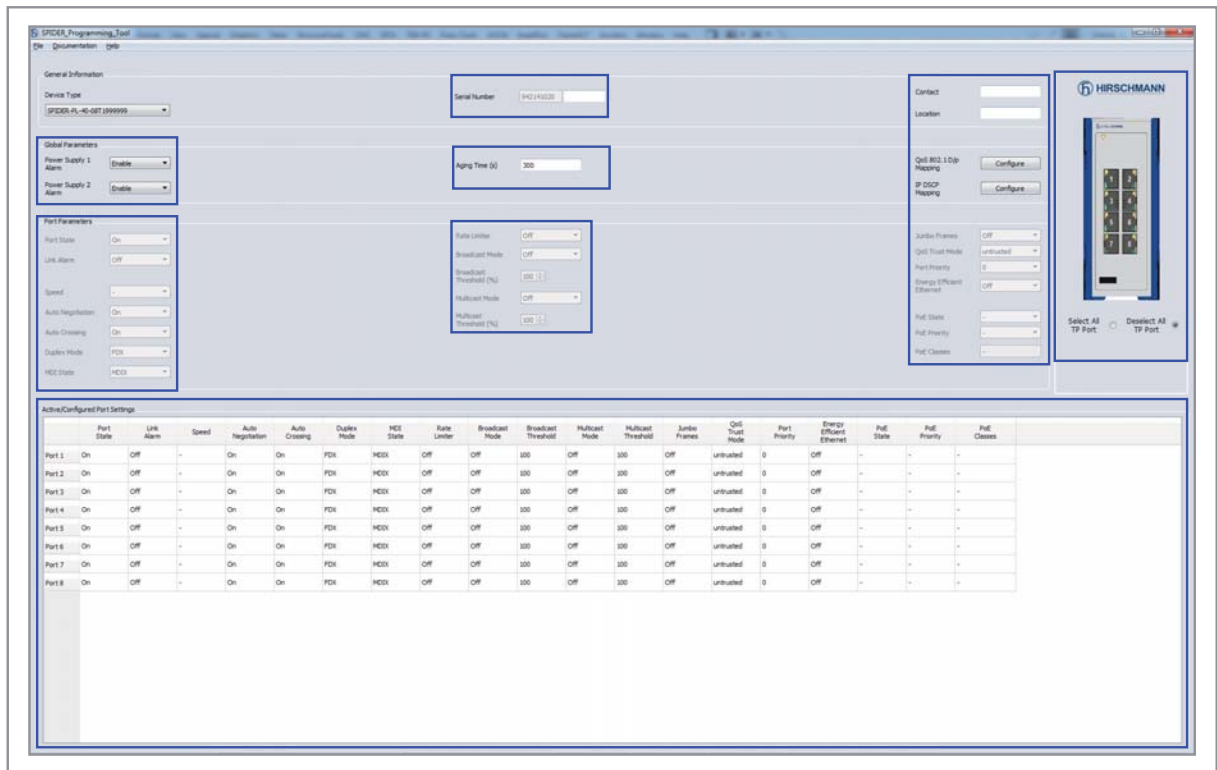 SPIDER_Programming_Tool
File Documentation Help
General Information
Device Type
SPIDER-PL-40-08T1999999
Serial Number 942141020
Contact
Location
Global Parameters
Power Supply 1 Alarm Enable
Power Supply 2 Alarm Enable
Aging Time (s) 300
QoS 802.1D/p Mapping Configure
IP DSCP Mapping Configure
Port Parameters
Port State On
Link Alarm Off
Speed -
Auto Negotiation On
Auto Crossing On
Duplex Mode FDX
MDI State MDIX
Rate Limiter Off
Broadcast Mode Off
Broadcast Threshold (%) 100
Multicast Mode Off
Multicast Threshold (%) 100
Jumbo Frames Off
QoS Trust Mode untrusted
Port Priority 0
Energy Efficient Ethernet Off
PoE State -
PoE Priority -
PoE Classes -
HIRSCHMANN
1 2
3 4
5 6
7 8
Select All TP Port
Deselect All TP Port
Active/Configured Port Settings
Port State Link Alarm Speed Auto Negotiation Auto Crossing Duplex Mode MDI State Rate Limiter Broadcast Mode Broadcast Threshold Multicast Mode Multicast Threshold Jumbo Frames QoS Trust Mode Port Priority Energy Efficient Ethernet PoE State PoE Priority PoE Classes
Port 1 On Off - On On FDX MDIX Off Off 100 Off 100 Off untrusted 0 Off - - -
Port 2 On Off - On On FDX MDIX Off Off 100 Off 100 Off untrusted 0 Off - - -
Port 3 On Off - On On FDX MDIX Off Off 100 Off 100 Off untrusted 0 Off - - -
Port 4 On Off - On On FDX MDIX Off Off 100 Off 100 Off untrusted 0 Off - - -
Port 5 On Off - On On FDX MDIX Off Off 100 Off 100 Off untrusted 0 Off - - -
Port 6 On Off - On On FDX MDIX Off Off 100 Off 100 Off untrusted 0 Off - - -
Port 7 On Off - On On FDX MDIX Off Off 100 Off 100 Off untrusted 0 Off - - -
Port 8 On Off - On On FDX MDIX Off Off 100 Off 100 Off untrusted 0 Off - - -